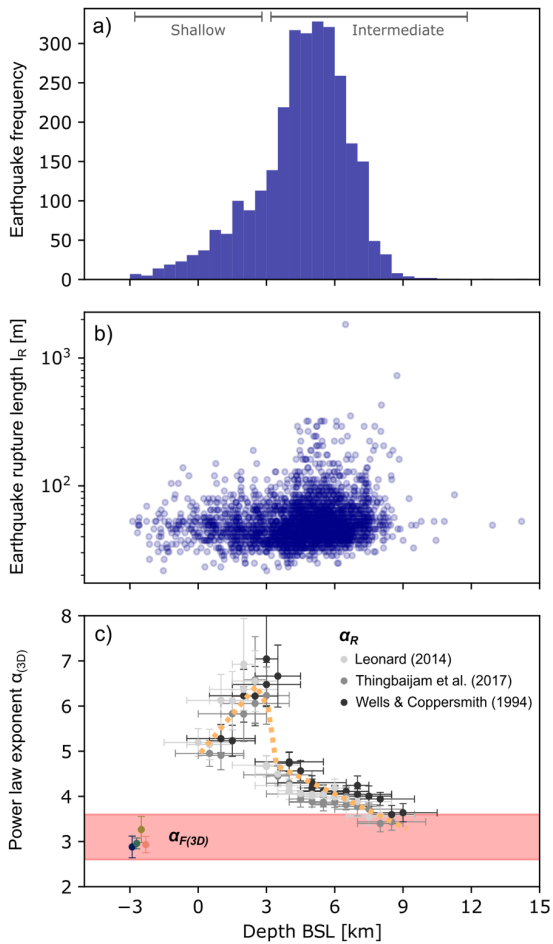 a)
Shallow
Intermediate
Earthquake frequency
300
250
200
150
100
50
0
b)
Earthquake rupture length l_R [m]
10³
10²
c)
Power law exponent α_(3D)
8
7
6
5
4
3
2
α_R
Leonard (2014)
Thingbaijam et al. (2017)
Wells & Coppersmith (1994)
α_F(3D)
−3 0 3 6 9 12 15
Depth BSL [km]